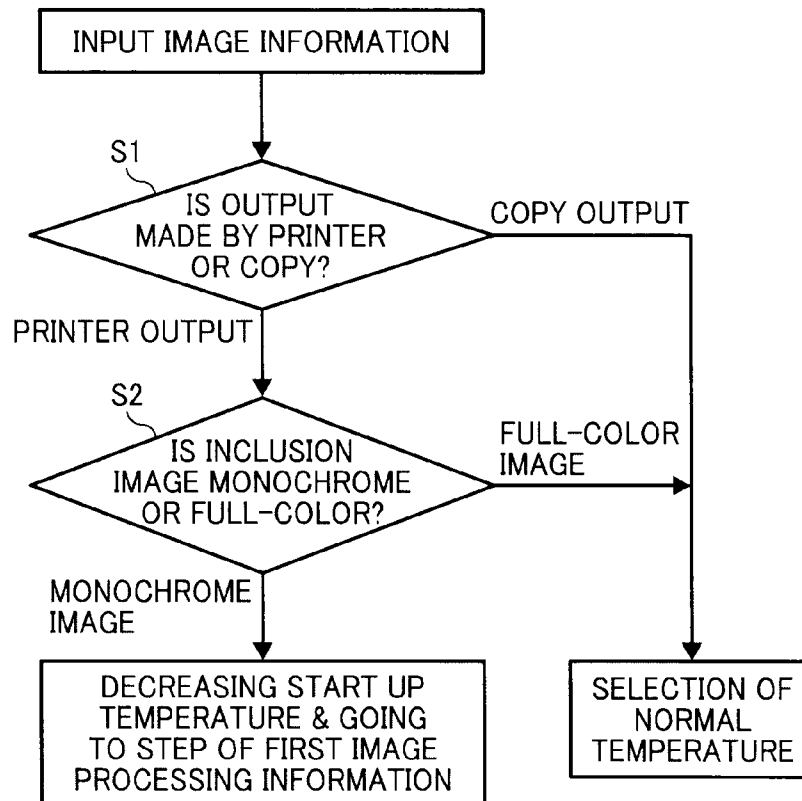 INPUT IMAGE INFORMATION
S1
IS OUTPUT
MADE BY PRINTER
OR COPY?
COPY OUTPUT
PRINTER OUTPUT
S2
IS INCLUSION
IMAGE MONOCHROME
OR FULL-COLOR?
FULL-COLOR
IMAGE
MONOCHROME
IMAGE
DECREASING START UP
TEMPERATURE & GOING
TO STEP OF FIRST IMAGE
PROCESSING INFORMATION
SELECTION OF
NORMAL
TEMPERATURE